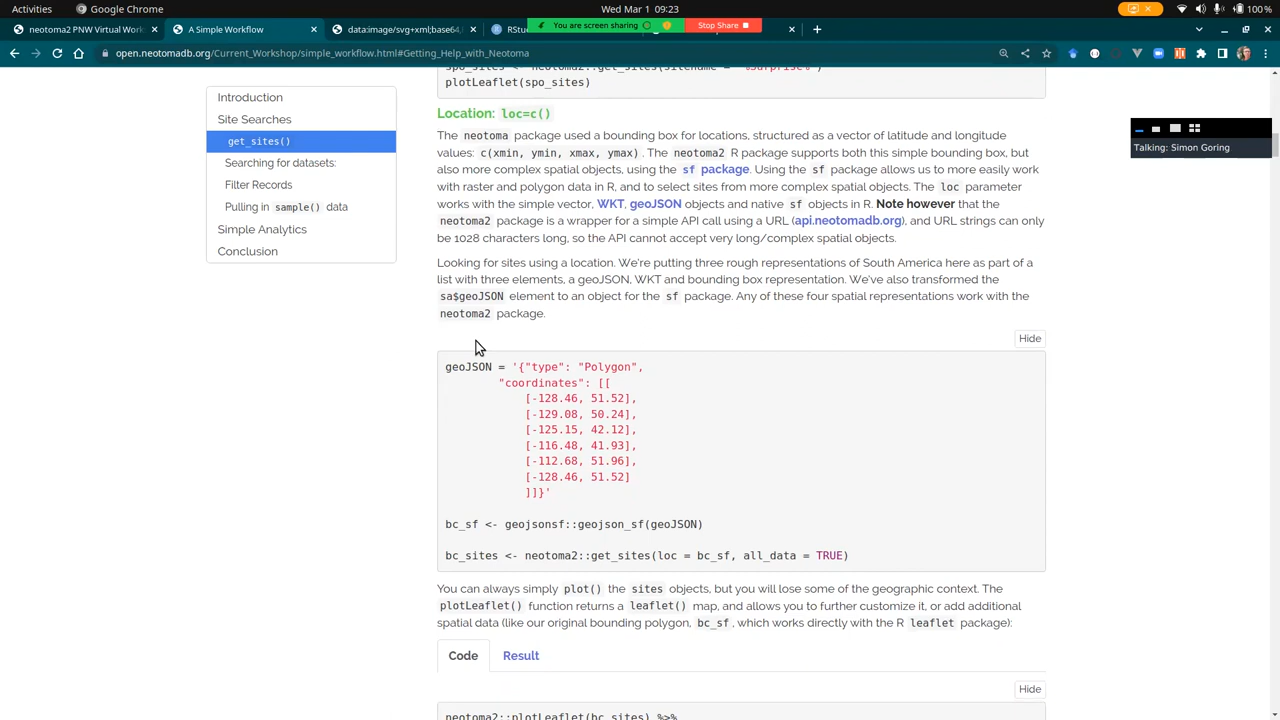 Activities
Google Chrome
Wed Mar 1 09:23
100 %
neotoma2 PNW Virtual Work
A Simple Workflow
data:image/svg+xml;base64,
RStu
You are screen sharing
Stop Share
open.neotomadb.org/Current_Workshop/simple_workflow.html#Getting_Help_with_Neotoma
Talking: Simon Goring
Introduction
Site Searches
get_sites()
Searching for datasets:
Filter Records
Pulling in sample() data
Simple Analytics
Conclusion
spo_sites <- neotoma2::get_sites(sitename = "%Surprise%")
plotLeaflet(spo_sites)
Location: loc=c()
The neotoma package used a bounding box for locations, structured as a vector of latitude and longitude
values: c(xmin, ymin, xmax, ymax). The neotoma2 R package supports both this simple bounding box, but
also more complex spatial objects, using the sf package. Using the sf package allows us to more easily work
with raster and polygon data in R, and to select sites from more complex spatial objects. The loc parameter
works with the simple vector, WKT, geoJSON objects and native sf objects in R. Note however that the
neotoma2 package is a wrapper for a simple API call using a URL (api.neotomadb.org), and URL strings can only
be 1028 characters long, so the API cannot accept very long/complex spatial objects.
Looking for sites using a location. We're putting three rough representations of South America here as part of a
list with three elements, a geoJSON, WKT and bounding box representation. We've also transformed the
sa$geoJSON element to an object for the sf package. Any of these four spatial representations work with the
neotoma2 package.
Hide
geoJSON = '{"type": "Polygon",
"coordinates": [[
[-128.46, 51.52],
[-129.08, 50.24],
[-125.15, 42.12],
[-116.48, 41.93],
[-112.68, 51.96],
[-128.46, 51.52]
]]}'
bc_sf <- geojsonsf::geojson_sf(geoJSON)
bc_sites <- neotoma2::get_sites(loc = bc_sf, all_data = TRUE)
You can always simply plot() the sites objects, but you will lose some of the geographic context. The
plotLeaflet() function returns a leaflet() map, and allows you to further customize it, or add additional
spatial data (like our original bounding polygon, bc_sf, which works directly with the R leaflet package):
Code
Result
Hide
neotoma2::plotLeaflet(bc_sites) %>%